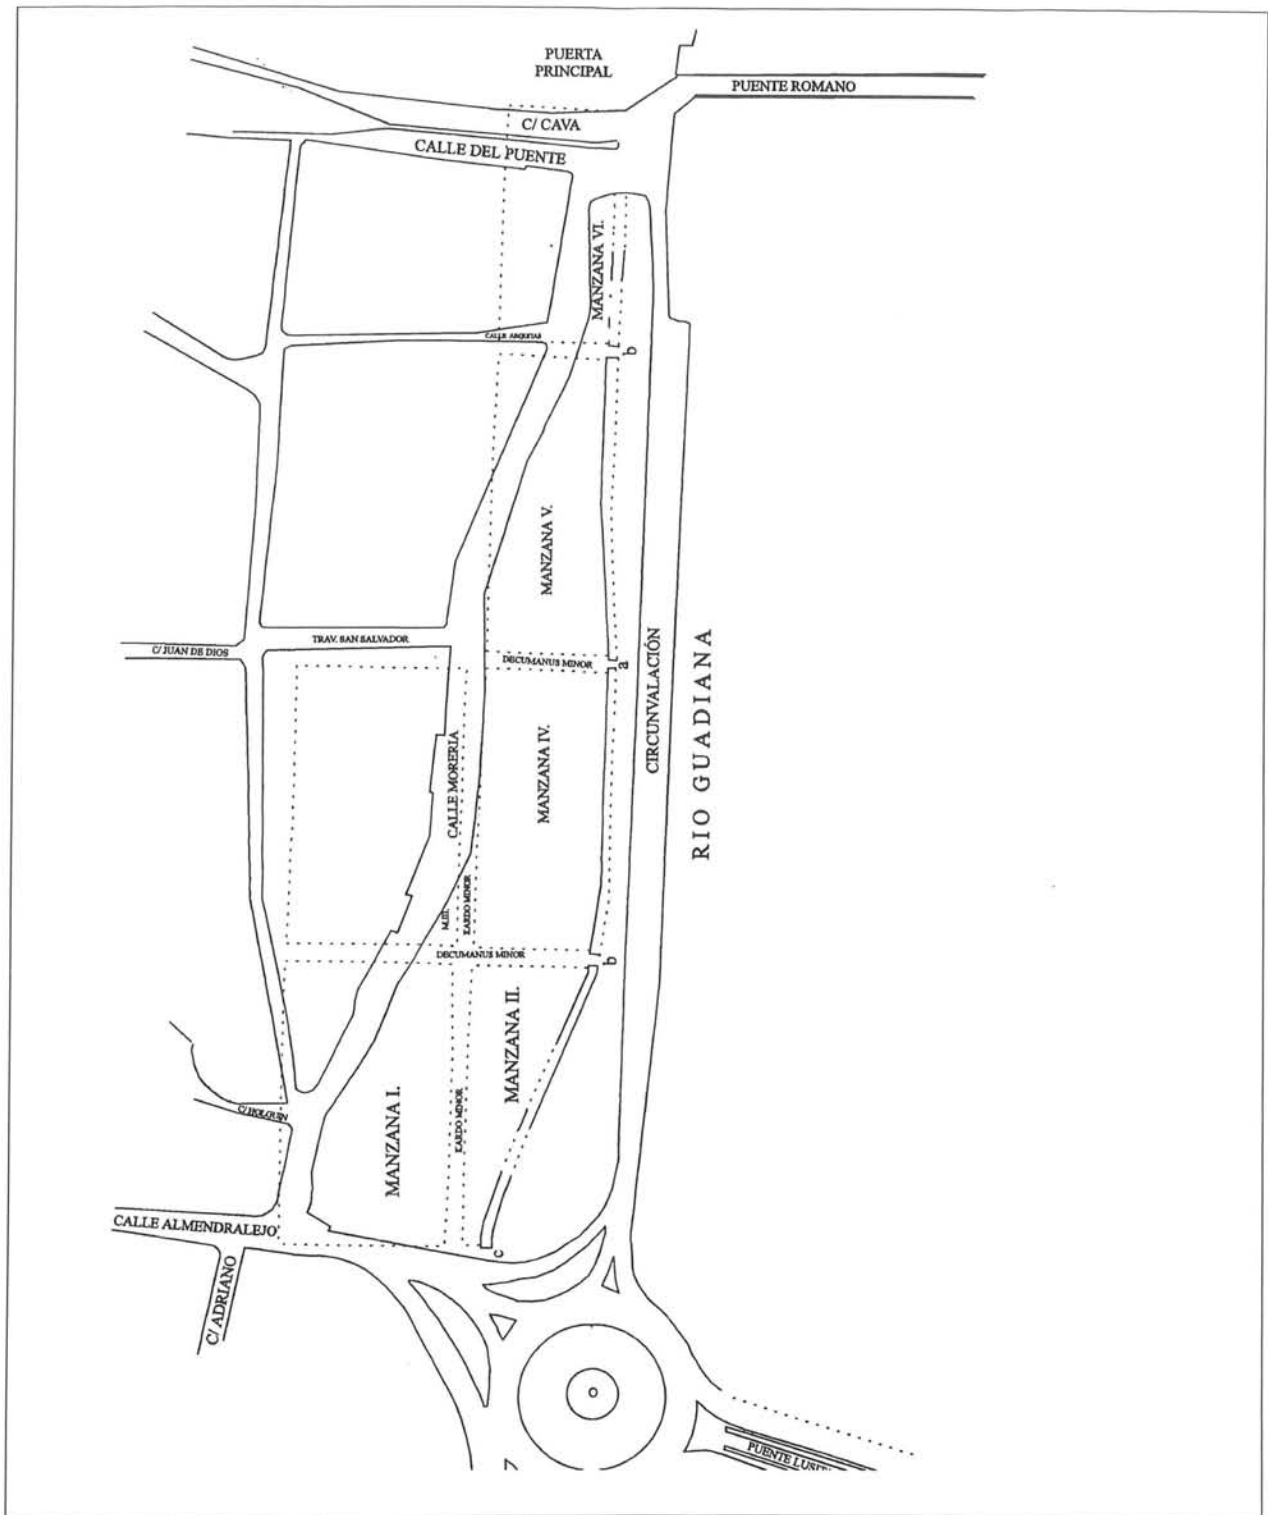 PUERTA
PRINCIPAL
PUENTE ROMANO
C/ CAVA
CALLE DEL PUENTE
MANZANA VI.
CALLE ARQUITAS
b
MANZANA V.
TRAV. SAN SALVADOR
C/ JUAN DE DIOS
DECUMANUS MINOR
a
CIRCUNVALACIÓN
RIO GUADIANA
CALLE MORERIA
MANZANA IV.
M.III.
KARDO MINOR
DECUMANUS MINOR
b
MANZANA II.
MANZANA I.
KARDO MINOR
C/ HOLGUIN
CALLE ALMENDRALEJO
c
C/ ADRIANO
PUENTE